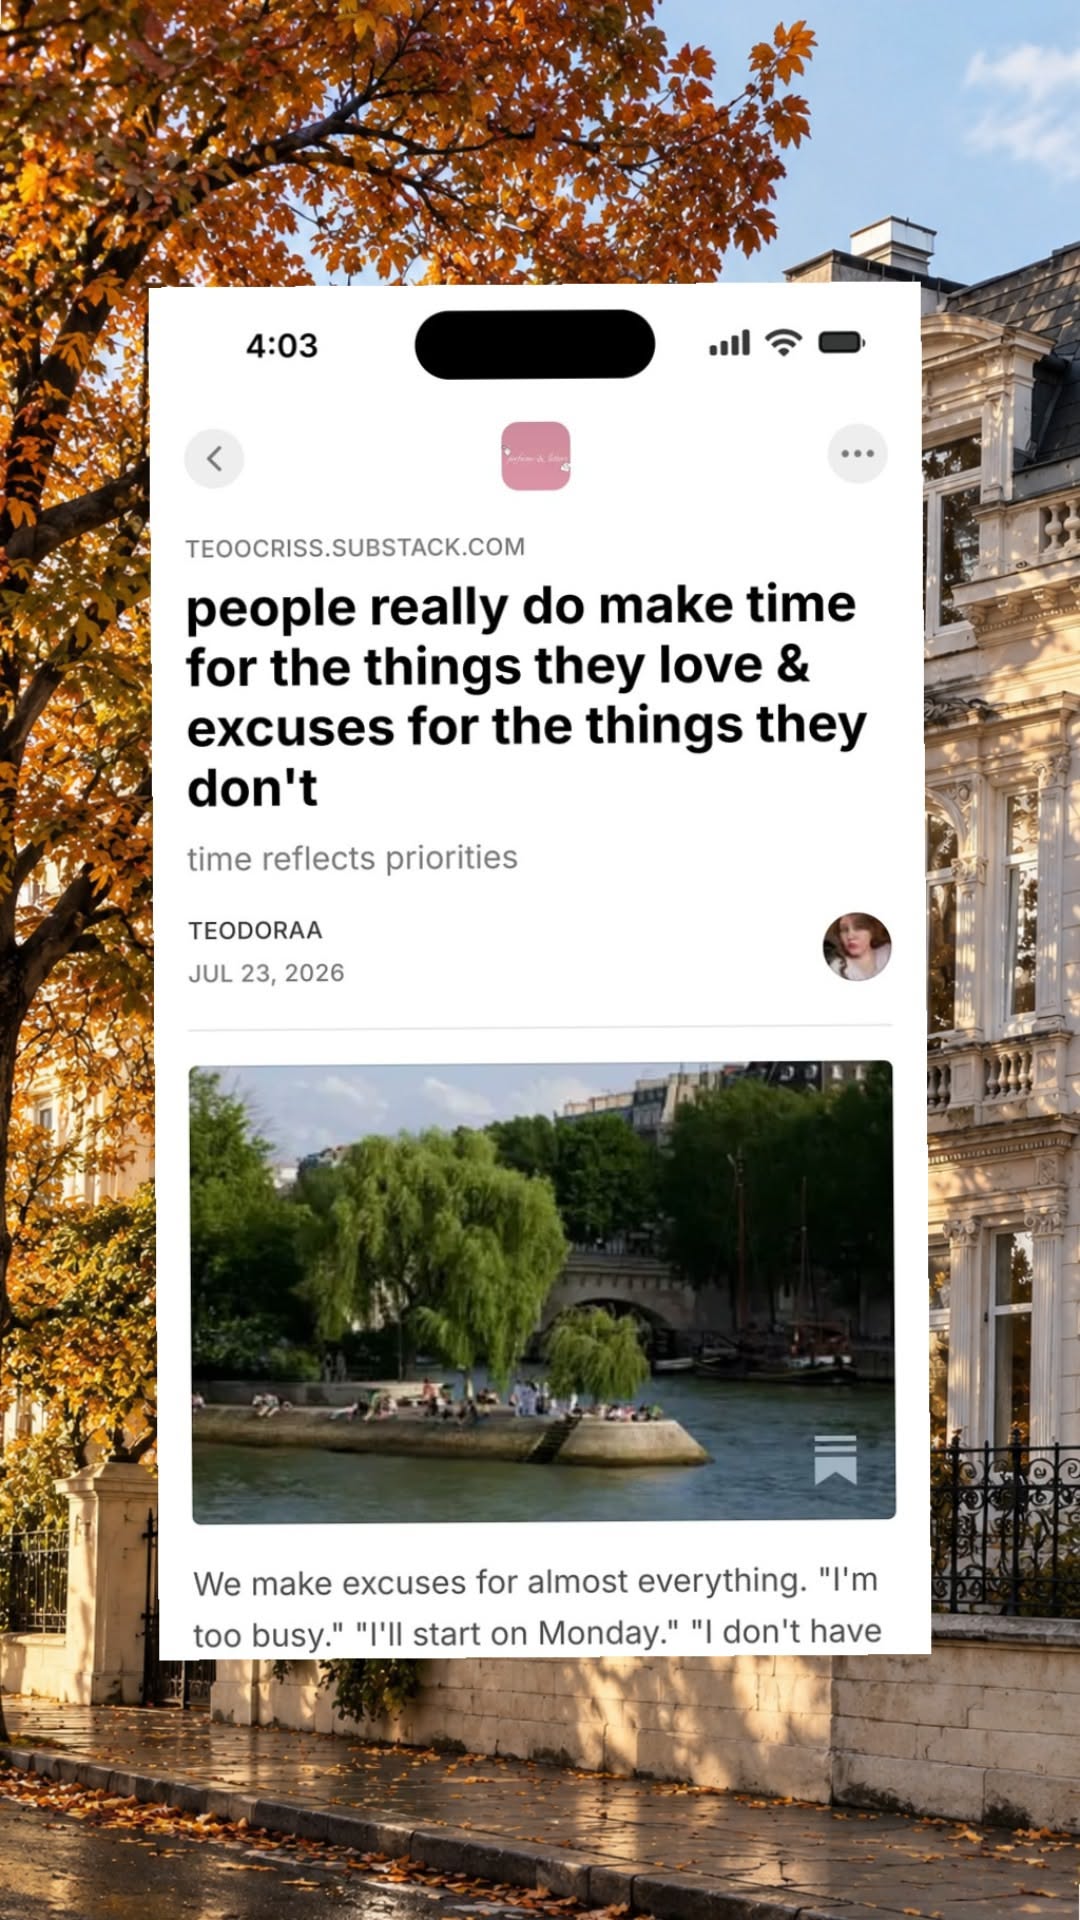 4:03
TEOOCRISS.SUBSTACK.COM
people really do make time
for the things they love &
excuses for the things they
don't
time reflects priorities
TEODORAA
JUL 23, 2026
We make excuses for almost everything. "I'm
too busy." "I'll start on Monday." "I don't have